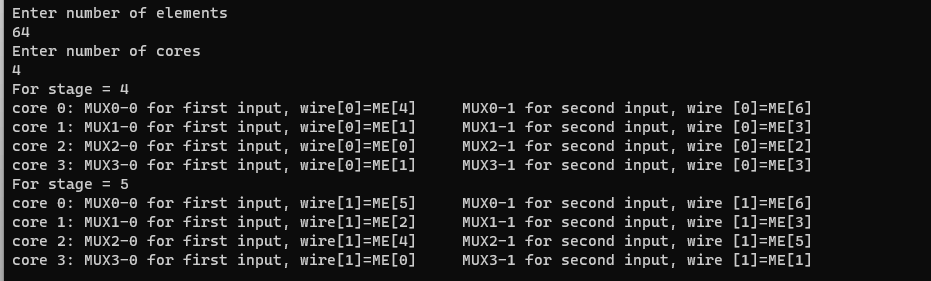 Enter number of elements
64
Enter number of cores
4
For stage = 4
core 0: MUX0-0 for first input, wire[0]=ME[4]     MUX0-1 for second input, wire [0]=ME[6]
core 1: MUX1-0 for first input, wire[0]=ME[1]     MUX1-1 for second input, wire [0]=ME[3]
core 2: MUX2-0 for first input, wire[0]=ME[0]     MUX2-1 for second input, wire [0]=ME[2]
core 3: MUX3-0 for first input, wire[0]=ME[1]     MUX3-1 for second input, wire [0]=ME[3]
For stage = 5
core 0: MUX0-0 for first input, wire[1]=ME[5]     MUX0-1 for second input, wire [1]=ME[6]
core 1: MUX1-0 for first input, wire[1]=ME[2]     MUX1-1 for second input, wire [1]=ME[3]
core 2: MUX2-0 for first input, wire[1]=ME[4]     MUX2-1 for second input, wire [1]=ME[5]
core 3: MUX3-0 for first input, wire[1]=ME[0]     MUX3-1 for second input, wire [1]=ME[1]